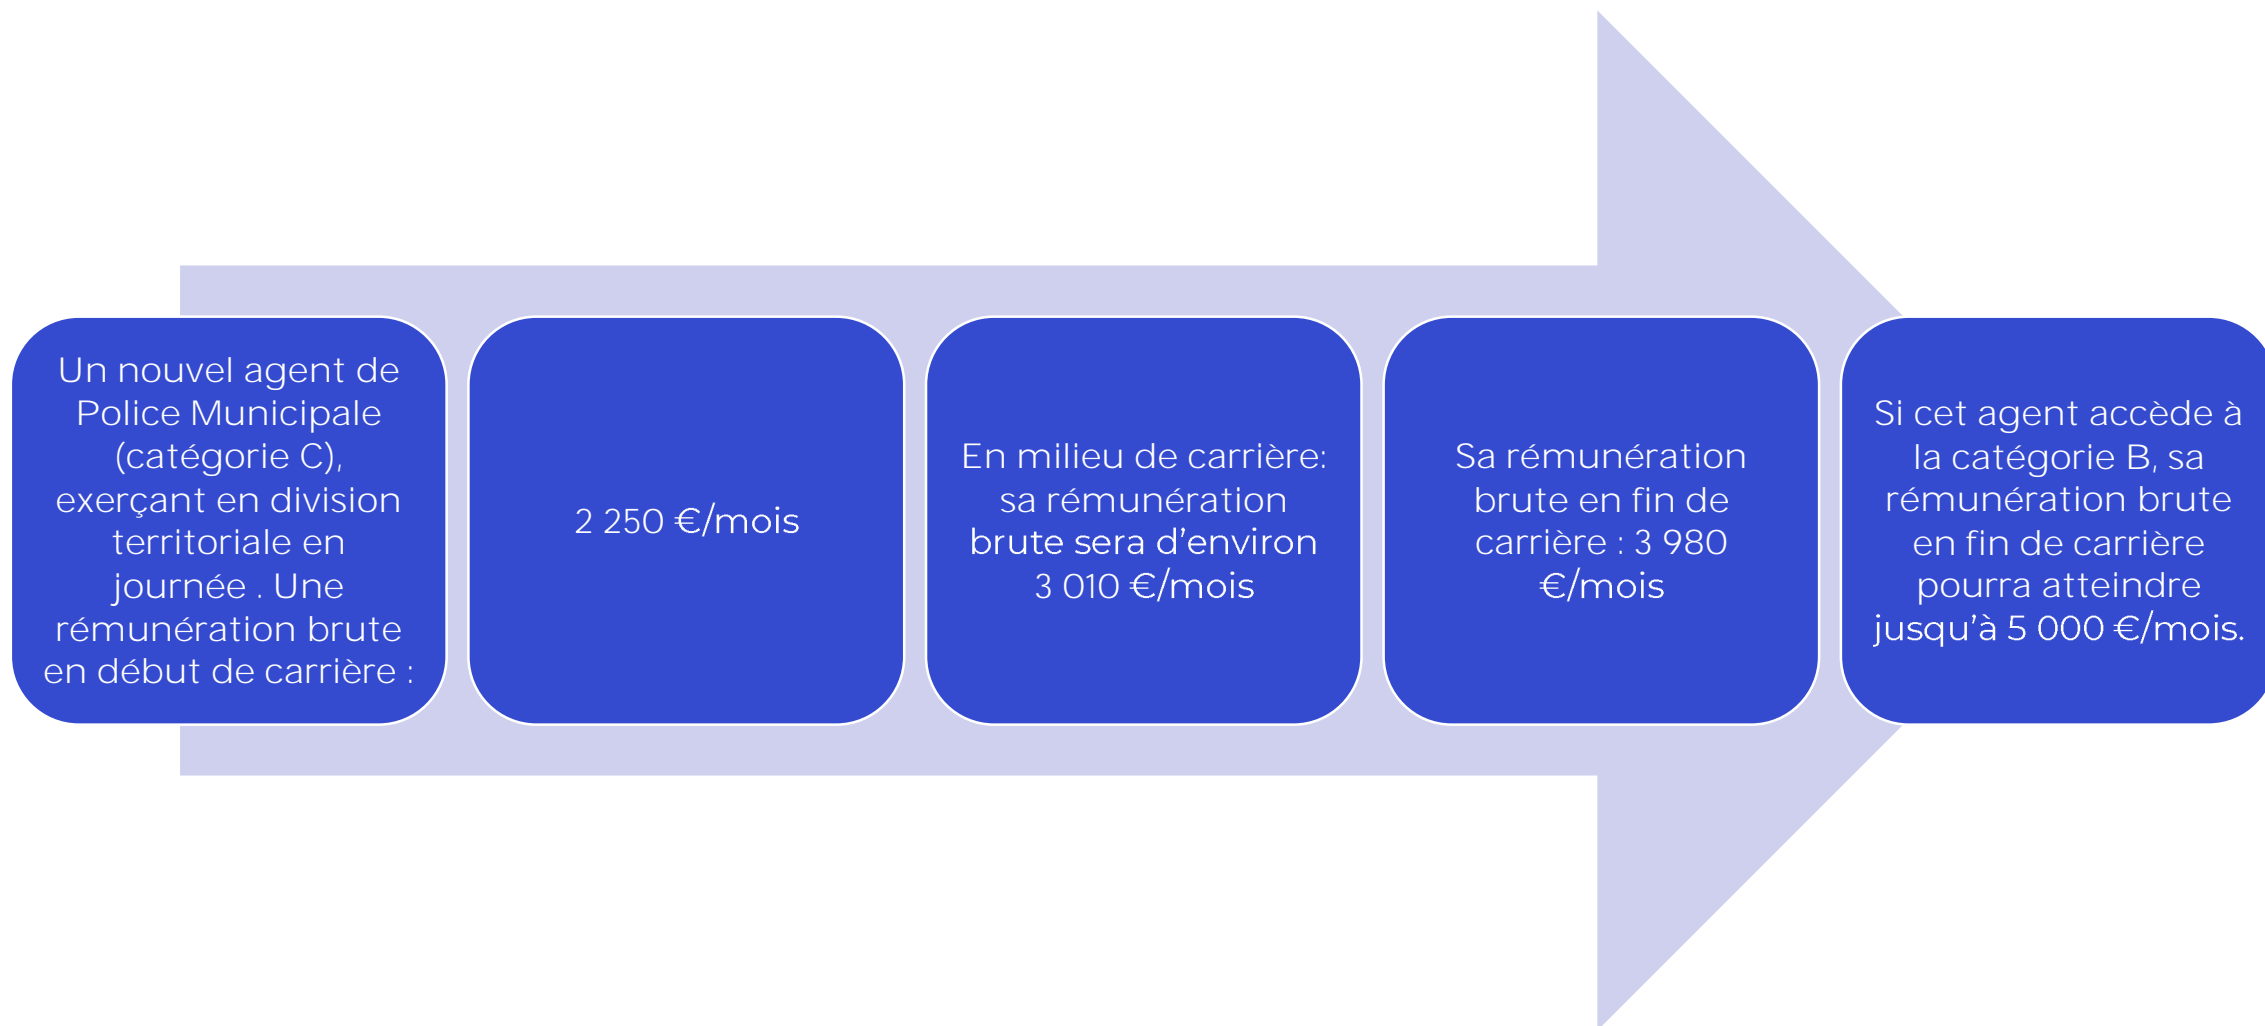 Un nouvel agent de
Police Municipale
(catégorie C),
exerçant en division
territoriale en
journée . Une
rémunération brute
en début de carrière :
2 250 €/mois
En milieu de carrière:
sa rémunération
brute sera d’environ
3 010 €/mois
Sa rémunération
brute en fin de
carrière : 3 980
€/mois
Si cet agent accède à
la catégorie B, sa
rémunération brute
en fin de carrière
pourra atteindre
jusqu’à 5 000 €/mois.